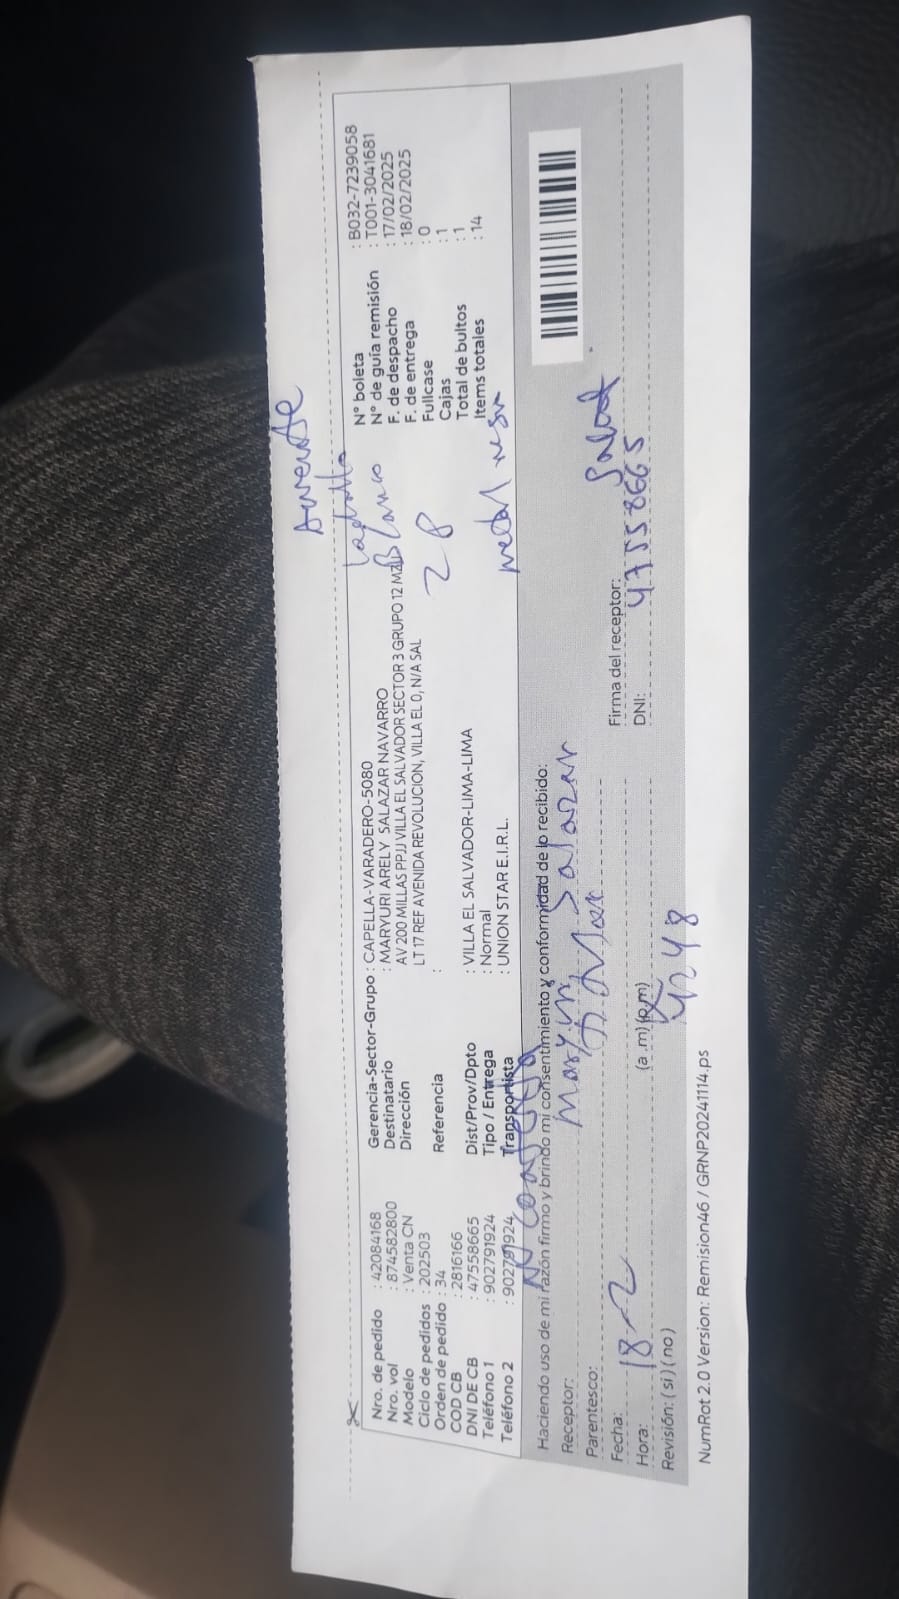 Nro. de pedido : 42084168
Nro. vol : 874582800
Modelo : Venta CN
Ciclo de pedidos : 202503
Orden de pedido : 34
COD CB : 2816166
DNI DE CB : 47558665
Teléfono 1 : 902791924
Teléfono 2 : 902791924
Gerencia-Sector-Grupo : CAPELLA-VARADERO-5080
Destinatario : MARYURI ARELY SALAZAR NAVARRO
Dirección AV 200 MILLAS PPJJ VILLA EL SALVADOR SECTOR 3 GRUPO 12 MZ
LT 17 REF AVENIDA REVOLUCION, VILLA EL 0, N/A SAL
Referencia :
Dist/Prov/Dpto : VILLA EL SALVADOR-LIMA-LIMA
Tipo / Entrega : Normal
Transportista : UNION STAR E.I.R.L.
N° boleta : B032-7239058
N° de guía remisión : T001-3041681
F. de despacho : 17/02/2025
F. de entrega : 18/02/2025
Fullcase : 0
Cajas : 1
Total de bultos : 1
Items totales : 14
Blanco
metal
no
Haciendo uso de mi razón firmo y brindo mi consentimiento y conformidad de lo recibido:
Receptor: Salazar
Parentesco:
Fecha: 18-2
Hora: (a .m) (p.m)
Revisión: ( si ) ( no )
Firma del receptor:
DNI: 47558665
NumRot 2.0 Version: Remision46 / GRNP20241114.ps